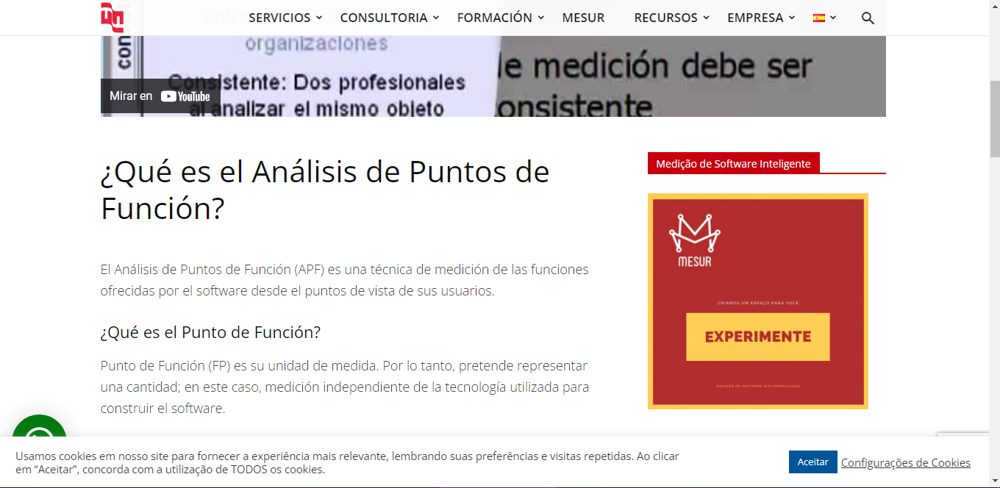 SERVICIOS CONSULTORIA FORMACIÓN MESUR RECURSOS EMPRESA
organizaciones
Consistente: Dos profesionales
al analizar el mismo objeto
de medición debe ser
consistente
Mirar en YouTube
¿Qué es el Análisis de Puntos de
Función?
El Análisis de Puntos de Función (APF) es una técnica de medición de las funciones
ofrecidas por el software desde el puntos de vista de sus usuarios.
¿Qué es el Punto de Función?
Punto de Función (FP) es su unidad de medida. Por lo tanto, pretende representar
una cantidad; en este caso, medición independiente de la tecnología utilizada para
construir el software.
Medição de Software Inteligente
MESUR
CRIAMOS UM ESPAÇO PARA VOCÊ
EXPERIMENTE
MEDIÇÃO DE SOFTWARE SEM COMPLICAÇÃO
Usamos cookies em nosso site para fornecer a experiência mais relevante, lembrando suas preferências e visitas repetidas. Ao clicar
em “Aceitar”, concorda com a utilização de TODOS os cookies.
Aceitar
Configurações de Cookies